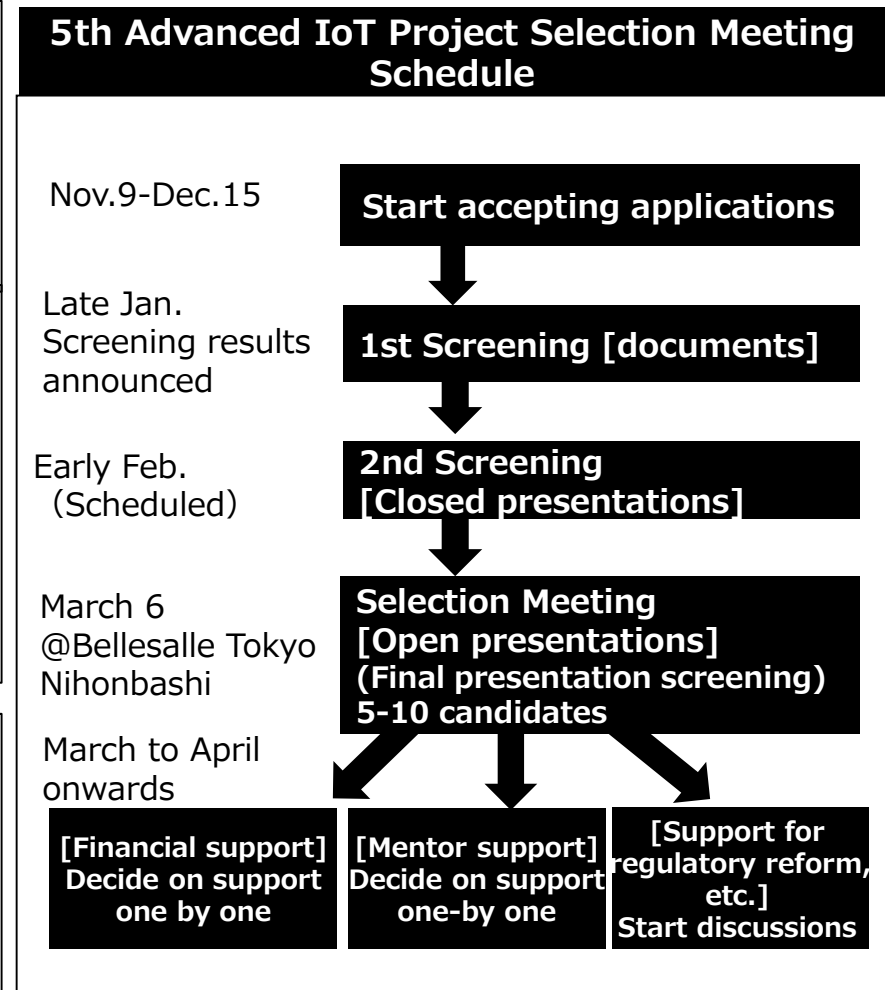 5th Advanced IoT Project Selection Meeting
Schedule
Nov.9-Dec.15
Start accepting applications
Late Jan.
Screening results
announced
1st Screening [documents]
Early Feb.
（Scheduled）
2nd Screening
[Closed presentations]
March 6
@Bellesalle Tokyo
Nihonbashi
Selection Meeting
[Open presentations]
(Final presentation screening)
5-10 candidates
March to April
onwards
[Financial support]
Decide on support
one by one
[Mentor support]
Decide on support
one-by one
[Support for
regulatory reform,
etc.]
Start discussions